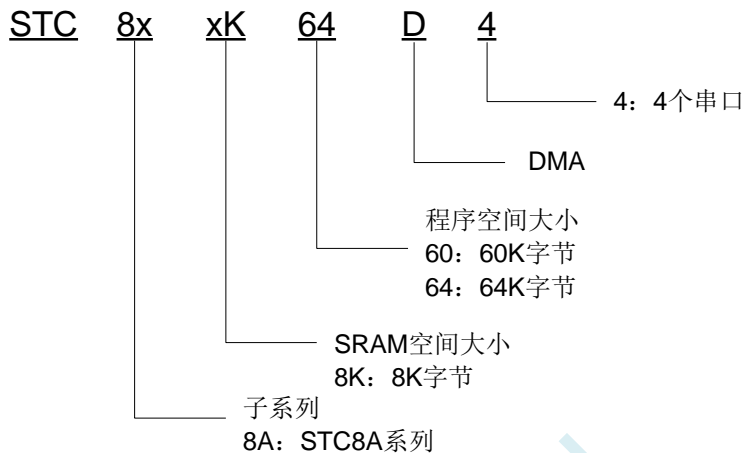 STC 8x xK 64 D 4
4：4个串口
DMA
程序空间大小
60：60K字节
64：64K字节
SRAM空间大小
8K：8K字节
子系列
8A：STC8A系列